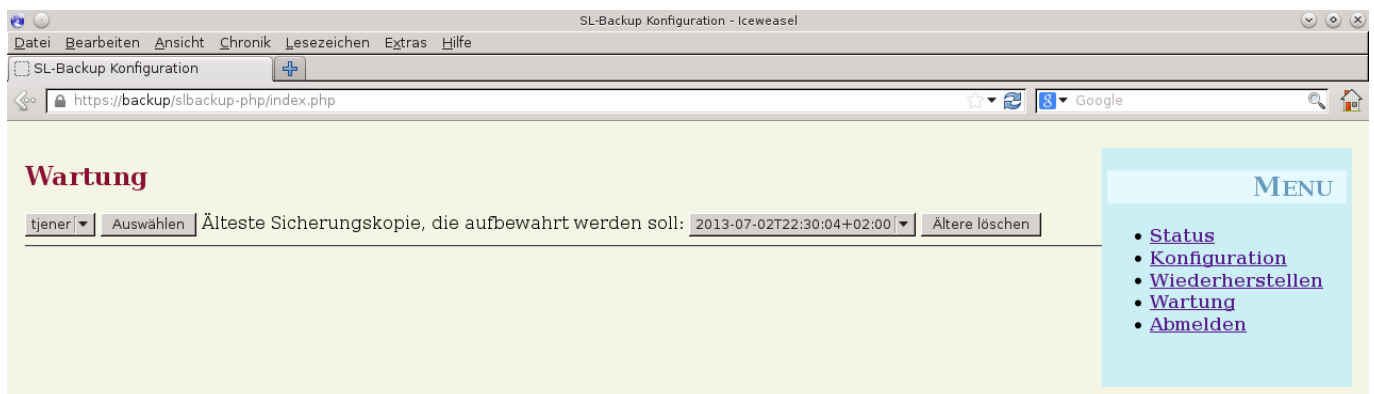 SL-Backup Konfiguration - Iceweasel
Datei Bearbeiten Ansicht Chronik Lesezeichen Extras Hilfe
SL-Backup Konfiguration
https://backup/slbackup-php/index.php
8 Google
Wartung
tjener Auswählen Älteste Sicherungskopie, die aufbewahrt werden soll: 2013-07-02T22:30:04+02:00 Ältere löschen
MENU
• Status
• Konfiguration
• Wiederherstellen
• Wartung
• Abmelden